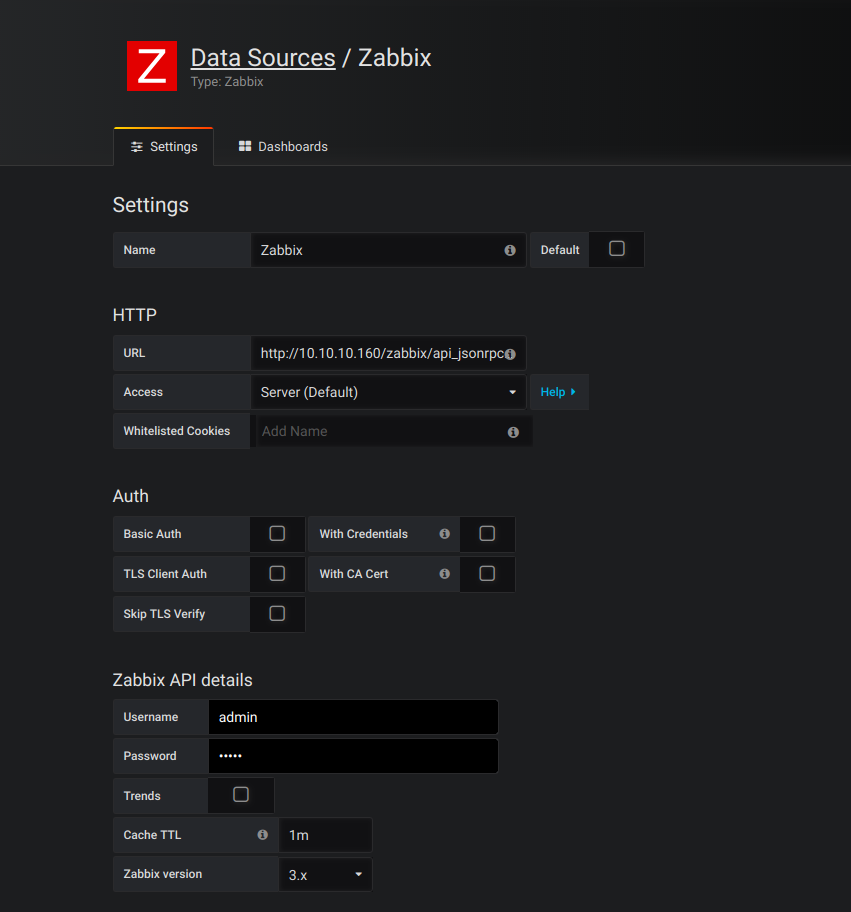 Z
Data Sources / Zabbix
Type: Zabbix
Settings Dashboards
Settings
Name Zabbix Default
HTTP
URL http://10.10.10.160/zabbix/api_jsonrpc
Access Server (Default) Help
Whitelisted Cookies Add Name
Auth
Basic Auth With Credentials
TLS Client Auth With CA Cert
Skip TLS Verify
Zabbix API details
Username admin
Password •••••
Trends
Cache TTL 1m
Zabbix version 3.x